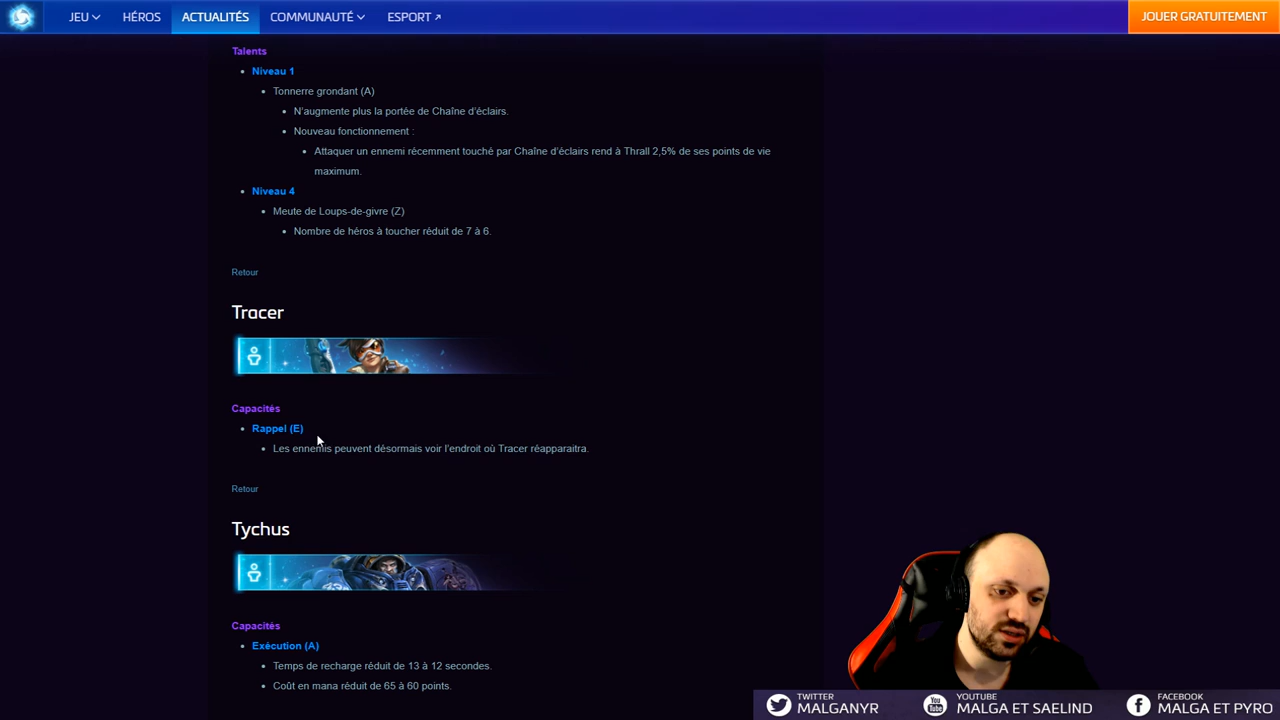 JEU HÉROS ACTUALITÉS COMMUNAUTÉ ESPORT JOUER GRATUITEMENT
Talents
Niveau 1
Tonnerre grondant (A)
N'augmente plus la portée de Chaîne d'éclairs.
Nouveau fonctionnement :
Attaquer un ennemi récemment touché par Chaîne d'éclairs rend à Thrall 2,5% de ses points de vie
maximum.
Niveau 4
Meute de Loups-de-givre (Z)
Nombre de héros à toucher réduit de 7 à 6.
Retour
Tracer
Capacités
Rappel (E)
Les ennemis peuvent désormais voir l'endroit où Tracer réapparaitra.
Retour
Tychus
Capacités
Exécution (A)
Temps de recharge réduit de 13 à 12 secondes.
Coût en mana réduit de 65 à 60 points.
TWITTER
MALGANYR
YOUTUBE
MALGA ET SAELIND
FACEBOOK
MALGA ET PYRO